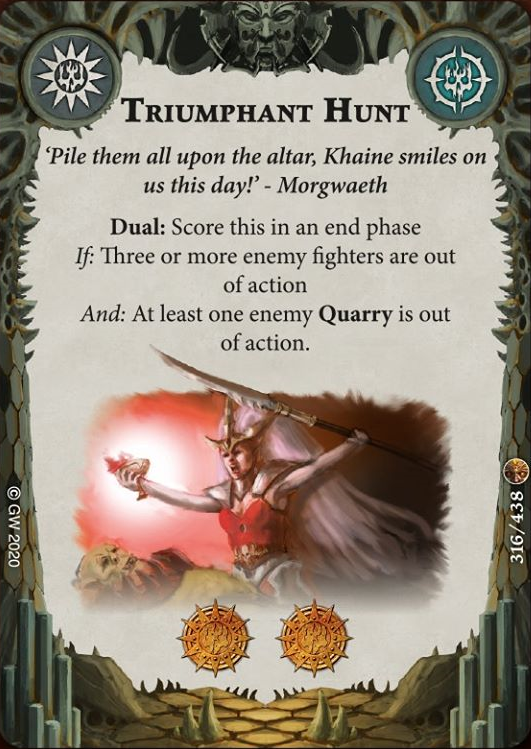 Triumphant Hunt
‘Pile them all upon the altar, Khaine smiles on
us this day!’ - Morgwaeth
Dual: Score this in an end phase
If: Three or more enemy fighters are out
of action
And: At least one enemy Quarry is out
of action.
© GW 2020
316/438